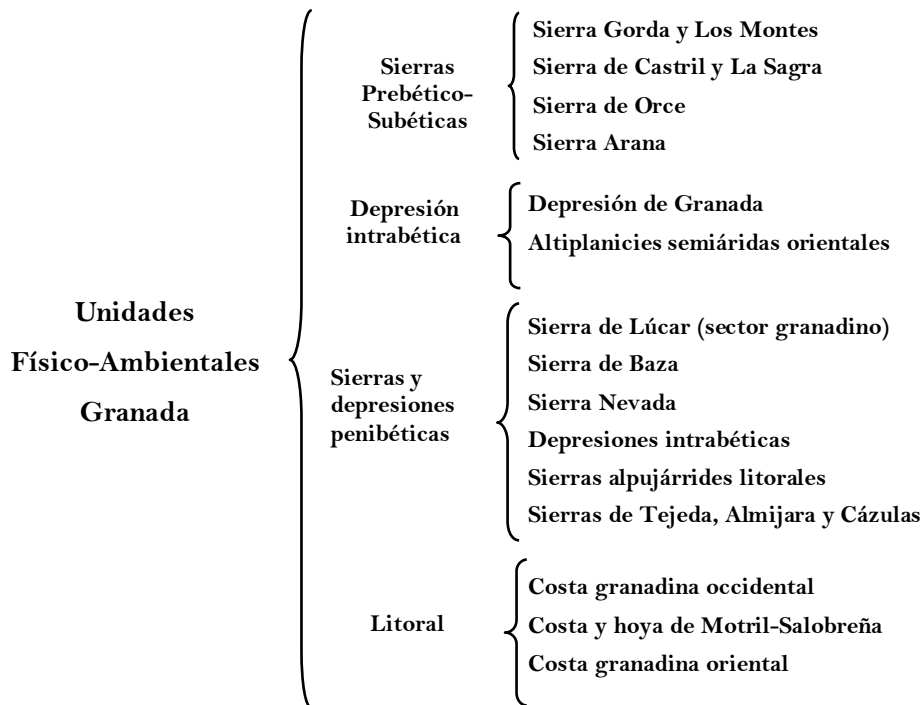 Unidades
Físico-Ambientales
Granada
Sierras
Prebético-
Subéticas
Sierra Gorda y Los Montes
Sierra de Castril y La Sagra
Sierra de Orce
Sierra Arana
Depresión
intrabética
Depresión de Granada
Altiplanicies semiáridas orientales
Sierras y
depresiones
penibéticas
Sierra de Lúcar (sector granadino)
Sierra de Baza
Sierra Nevada
Depresiones intrabéticas
Sierras alpujárrides litorales
Sierras de Tejeda, Almijara y Cázulas
Litoral
Costa granadina occidental
Costa y hoya de Motril-Salobreña
Costa granadina oriental